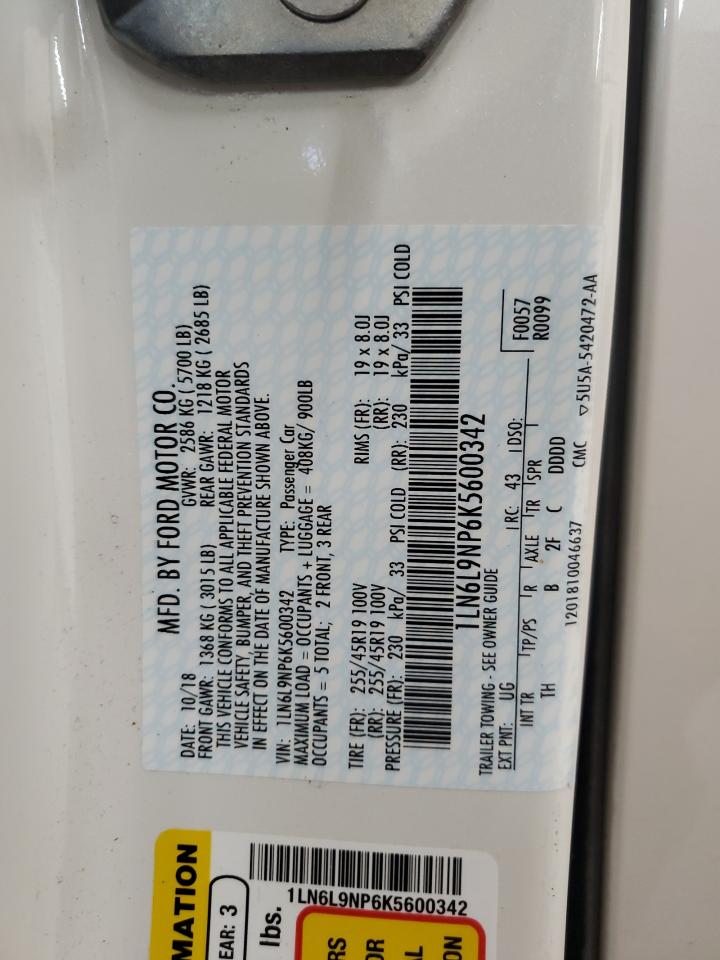 MFD. BY FORD MOTOR CO.
DATE: 10/18 GVWR: 2586 KG ( 5700 LB)
FRONT GAWR: 1368 KG ( 3015 LB) REAR GAWR: 1218 KG ( 2685 LB)
THIS VEHICLE CONFORMS TO ALL APPLICABLE FEDERAL MOTOR
VEHICLE SAFETY, BUMPER, AND THEFT PREVENTION STANDARDS
IN EFFECT ON THE DATE OF MANUFACTURE SHOWN ABOVE.
VIN: 1LN6L9NP6K5600342 TYPE: Passenger Car
MAXIMUM LOAD = OCCUPANTS + LUGGAGE = 408KG/ 900LB
OCCUPANTS = 5 TOTAL; 2 FRONT, 3 REAR
TIRE (FR): 255/45R19 100V RIMS (FR): 19 x 8.0J
(RR): 255/45R19 100V (RR): 19 x 8.0J
PRESSURE (FR): 230 kPa/ 33 PSI COLD (RR): 230 kPa/ 33 PSI COLD
1LN6L9NP6K5600342
TRAILER TOWING - SEE OWNER GUIDE
EXT PNT: UG RC: 43 DSO: F0057
INT TR TP/PS R AXLE TR SPR R0099
TH B 2F C DDDD
1201810046637 CMC ▽5U5A-5420472-AA
MATION
EAR: 3
1LN6L9NP6K5600342
lbs.
RS
OR
AL
ON